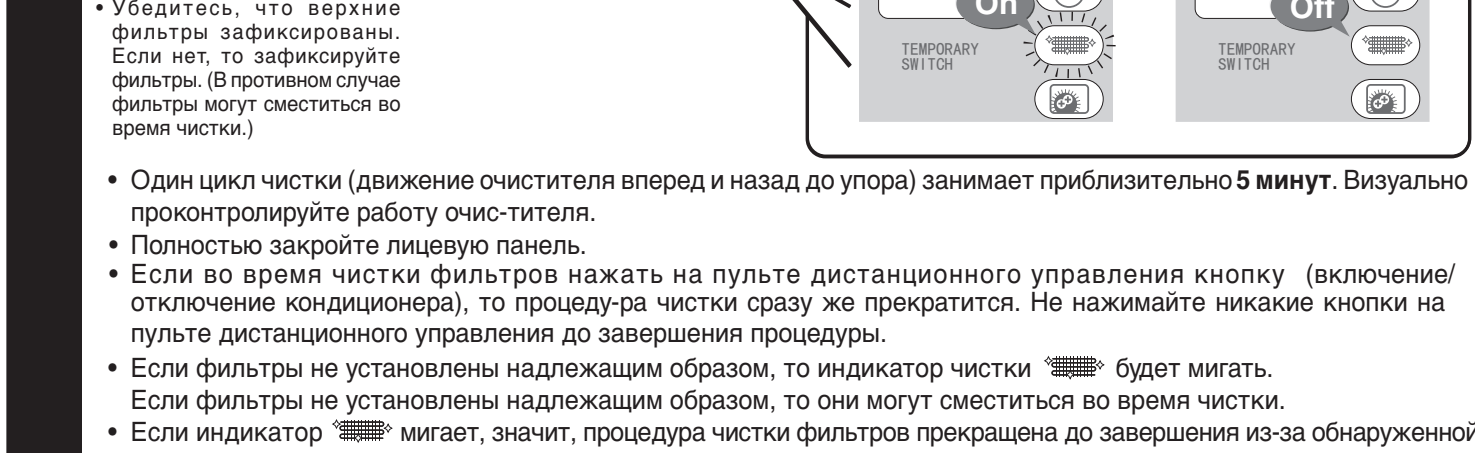 • Убедитесь, что верхние
фильтры зафиксированы.
Если нет, то зафиксируйте
фильтры. (В противном случае
фильтры могут сместиться во
время чистки.)
On
TEMPORARY
SWITCH
Off
TEMPORARY
SWITCH
• Один цикл чистки (движение очистителя вперед и назад до упора) занимает приблизительно 5 минут. Визуально
проконтролируйте работу очис-тителя.
• Полностью закройте лицевую панель.
• Если во время чистки фильтров нажать на пульте дистанционного управления кнопку (включение/
отключение кондиционера), то процеду-ра чистки сразу же прекратится. Не нажимайте никакие кнопки на
пульте дистанционного управления до завершения процедуры.
• Если фильтры не установлены надлежащим образом, то индикатор чистки будет мигать.
Если фильтры не установлены надлежащим образом, то они могут сместиться во время чистки.
• Если индикатор мигает, значит, процедура чистки фильтров прекращена до завершения из-за обнаруженной